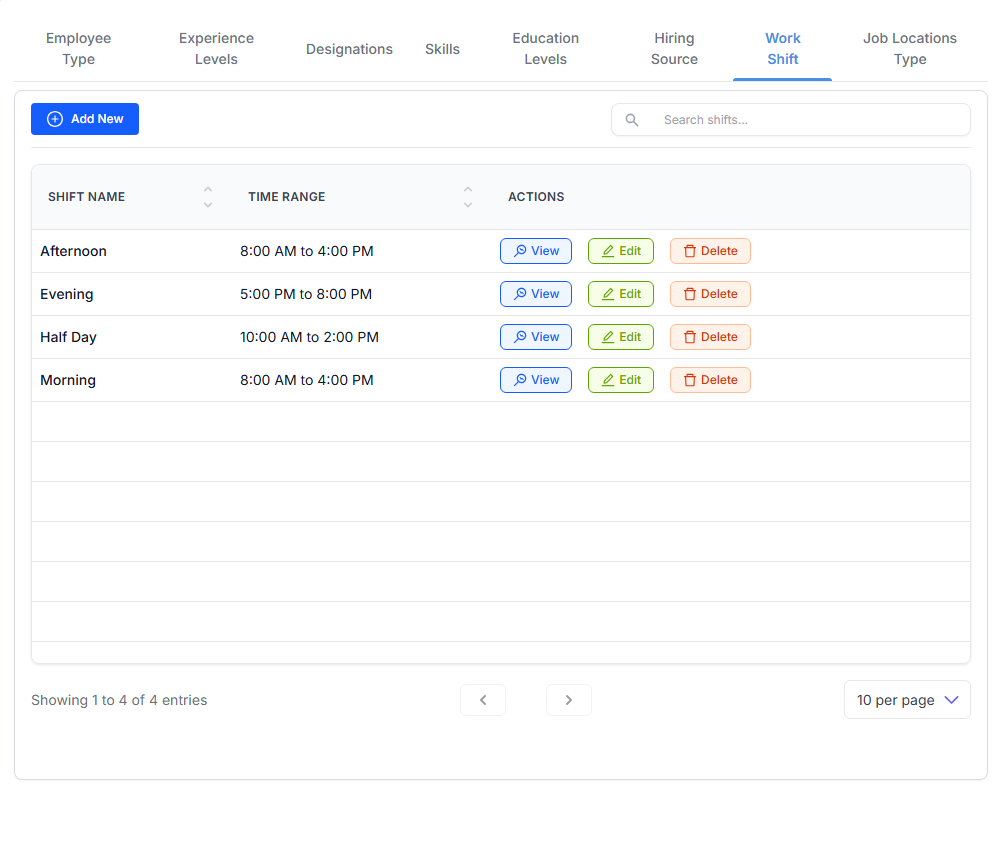 Employee Type
Experience Levels
Designations
Skills
Education Levels
Hiring Source
Work Shift
Job Locations Type
Add New
Search shifts...
SHIFT NAME TIME RANGE ACTIONS
Afternoon 8:00 AM to 4:00 PM View Edit Delete
Evening 5:00 PM to 8:00 PM View Edit Delete
Half Day 10:00 AM to 2:00 PM View Edit Delete
Morning 8:00 AM to 4:00 PM View Edit Delete
Showing 1 to 4 of 4 entries
10 per page